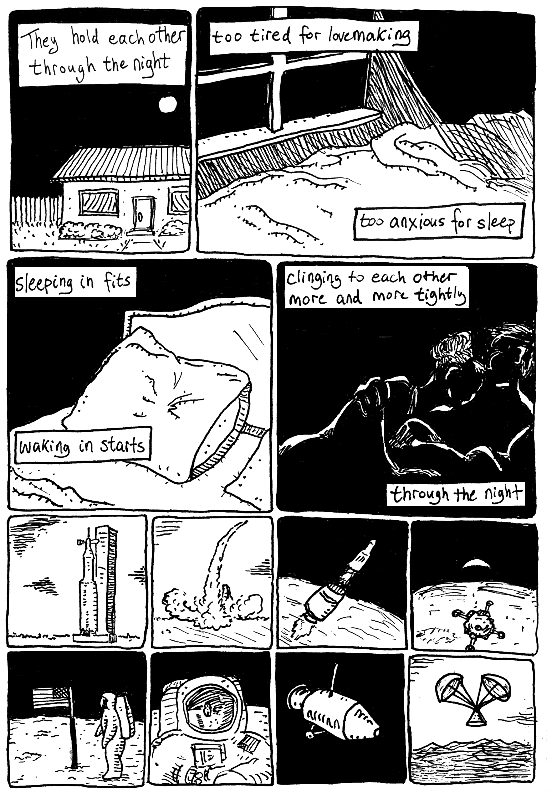 They hold each other
through the night
too tired for lovemaking
too anxious for sleep
sleeping in fits
waking in starts
clinging to each other
more and more tightly
through the night